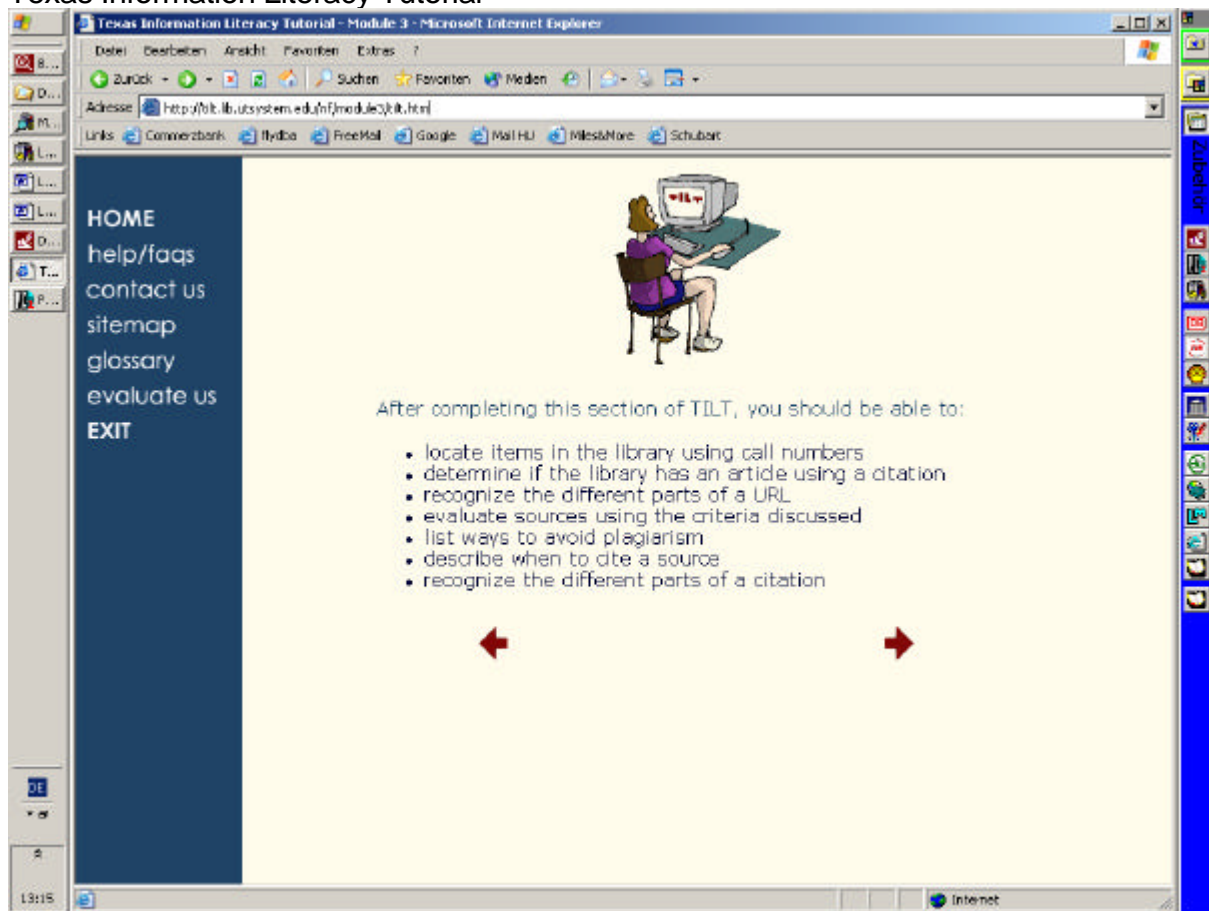 Texas Information Literacy Tutorial
Texas Information Literacy Tutorial - Module 3 - Microsoft Internet Explorer
Datei Bearbeiten Ansicht Favoriten Extras ?
Zurück Suchen Favoriten Medien
Adresse http://tilt.lib.utsystem.edu/nf/module3/tilt.htm
Links Commerzbank flydba FreeMail Google Mail HU Miles&More Schubart
8...
D...
M...
L...
L...
L...
D...
T...
P...
Zubehör
TILT
HOME
help/faqs
contact us
sitemap
glossary
evaluate us
EXIT
After completing this section of TILT, you should be able to:
• locate items in the library using call numbers
• determine if the library has an article using a citation
• recognize the different parts of a URL
• evaluate sources using the criteria discussed
• list ways to avoid plagiarism
• describe when to cite a source
• recognize the different parts of a citation
DE
13:15
Internet